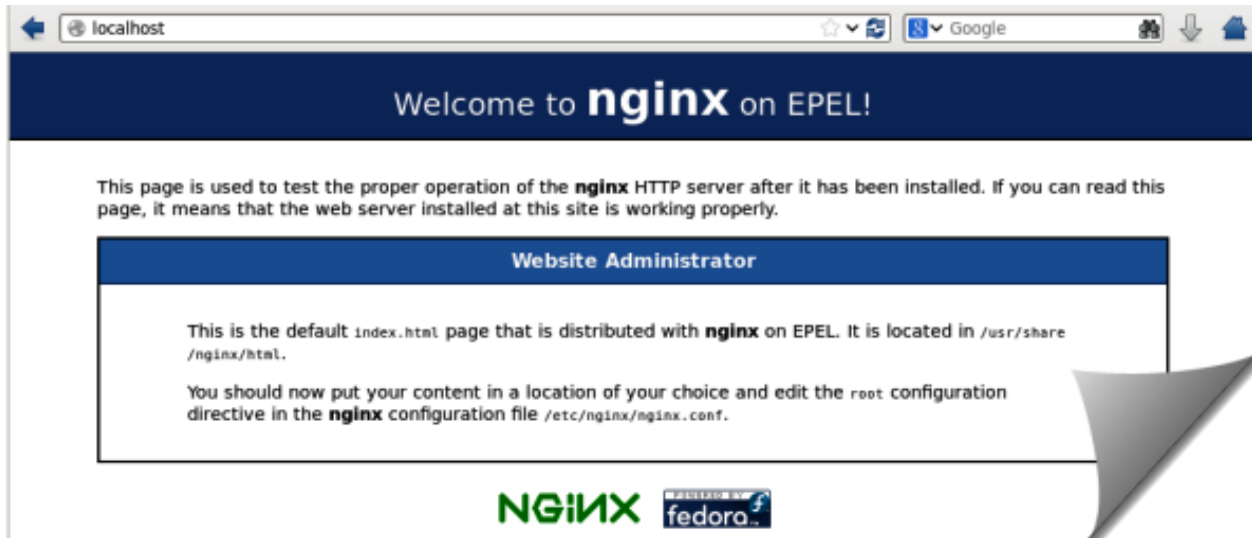 localhost
Google
Welcome to nginx on EPEL!
This page is used to test the proper operation of the nginx HTTP server after it has been installed. If you can read this
page, it means that the web server installed at this site is working properly.
Website Administrator
This is the default index.html page that is distributed with nginx on EPEL. It is located in /usr/share
/nginx/html.
You should now put your content in a location of your choice and edit the root configuration
directive in the nginx configuration file /etc/nginx/nginx.conf.
NGiNX
POWERED BY
fedora